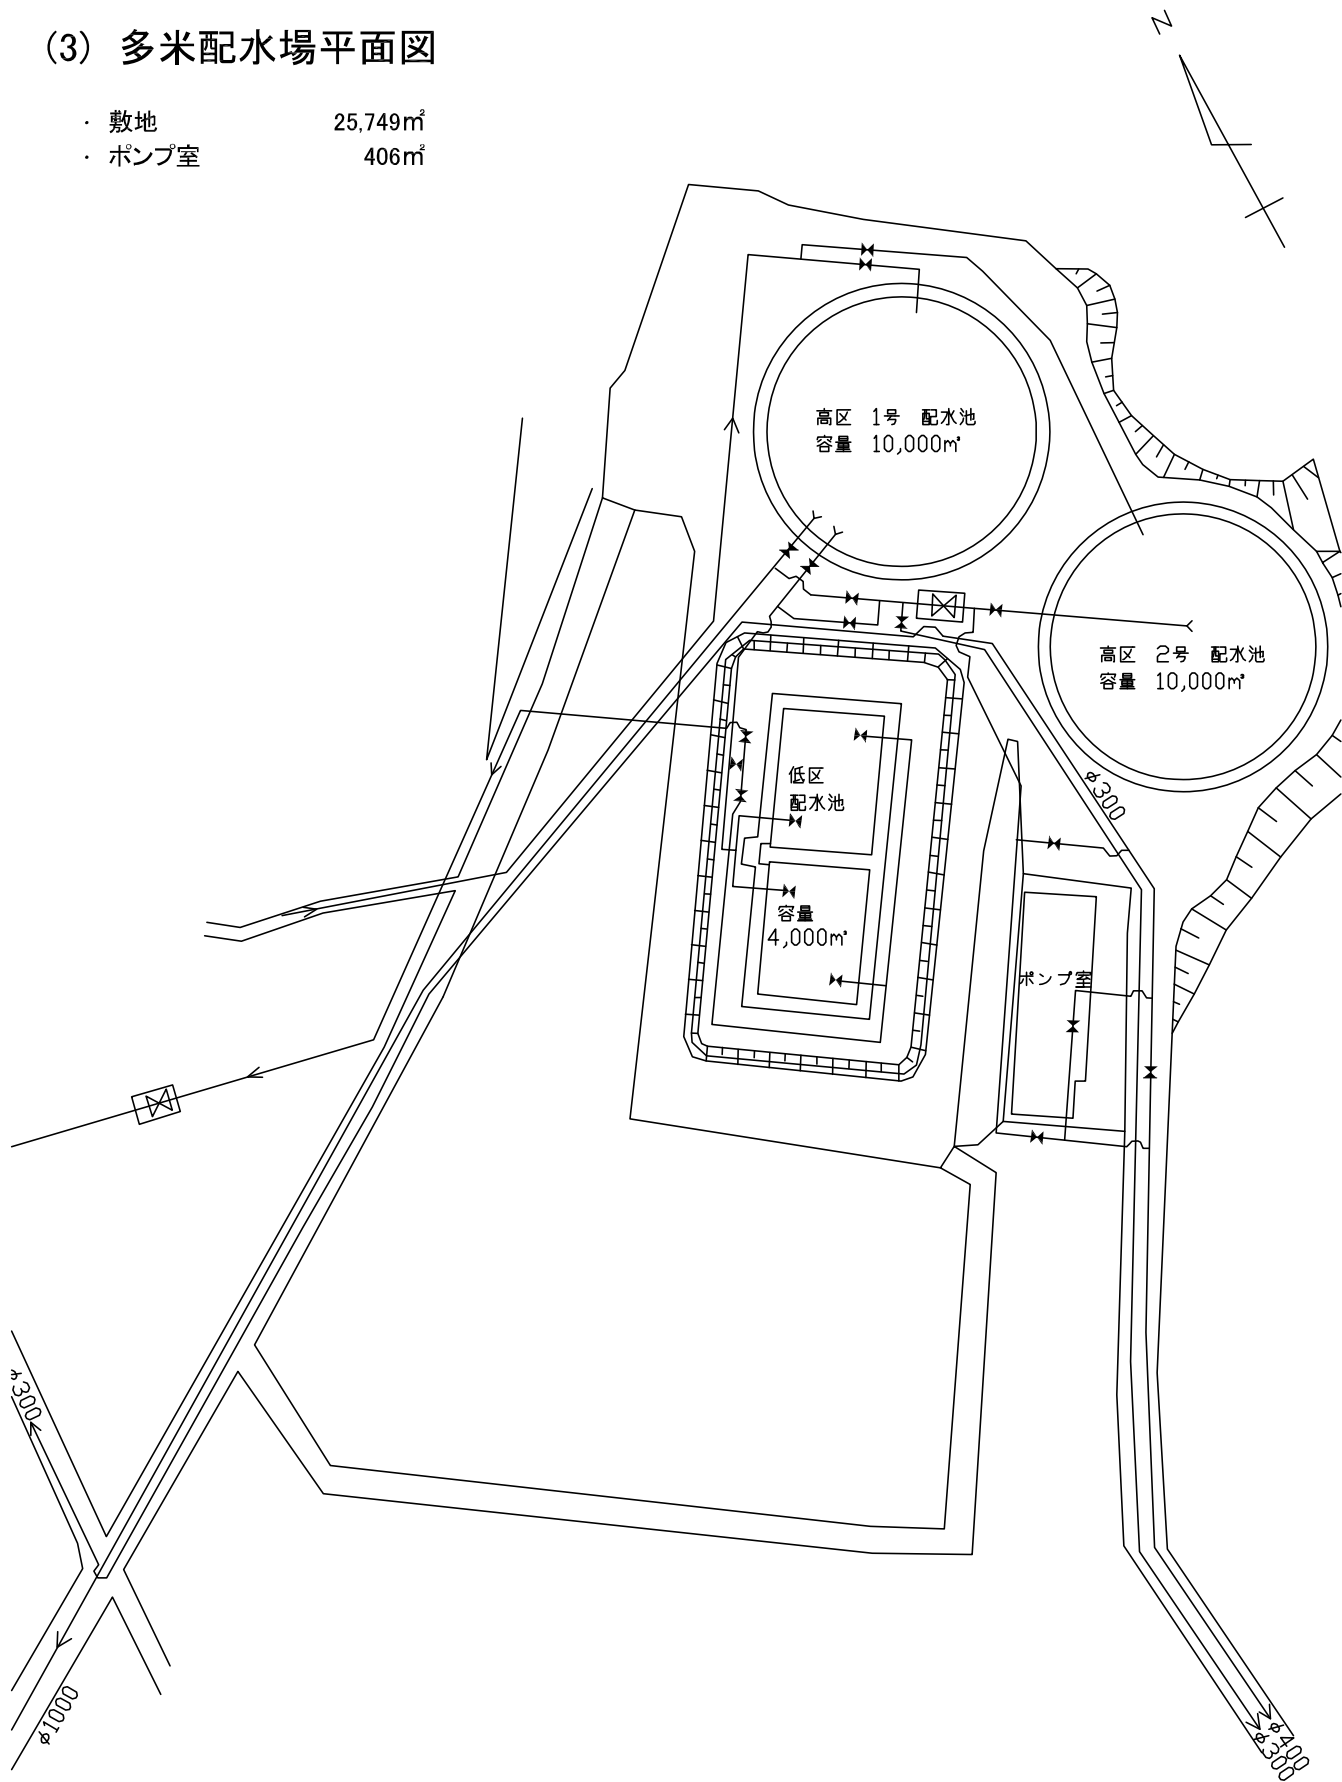 (3) 多米配水場平面図
・ 敷地 25,749㎡
・ ポンプ室 406㎡
N
高区 1号 配水池
容量 10,000㎥
高区 2号 配水池
容量 10,000㎥
φ300
低区
配水池
容量
4,000㎥
ポンプ室
φ300
φ1000
φ400
φ300